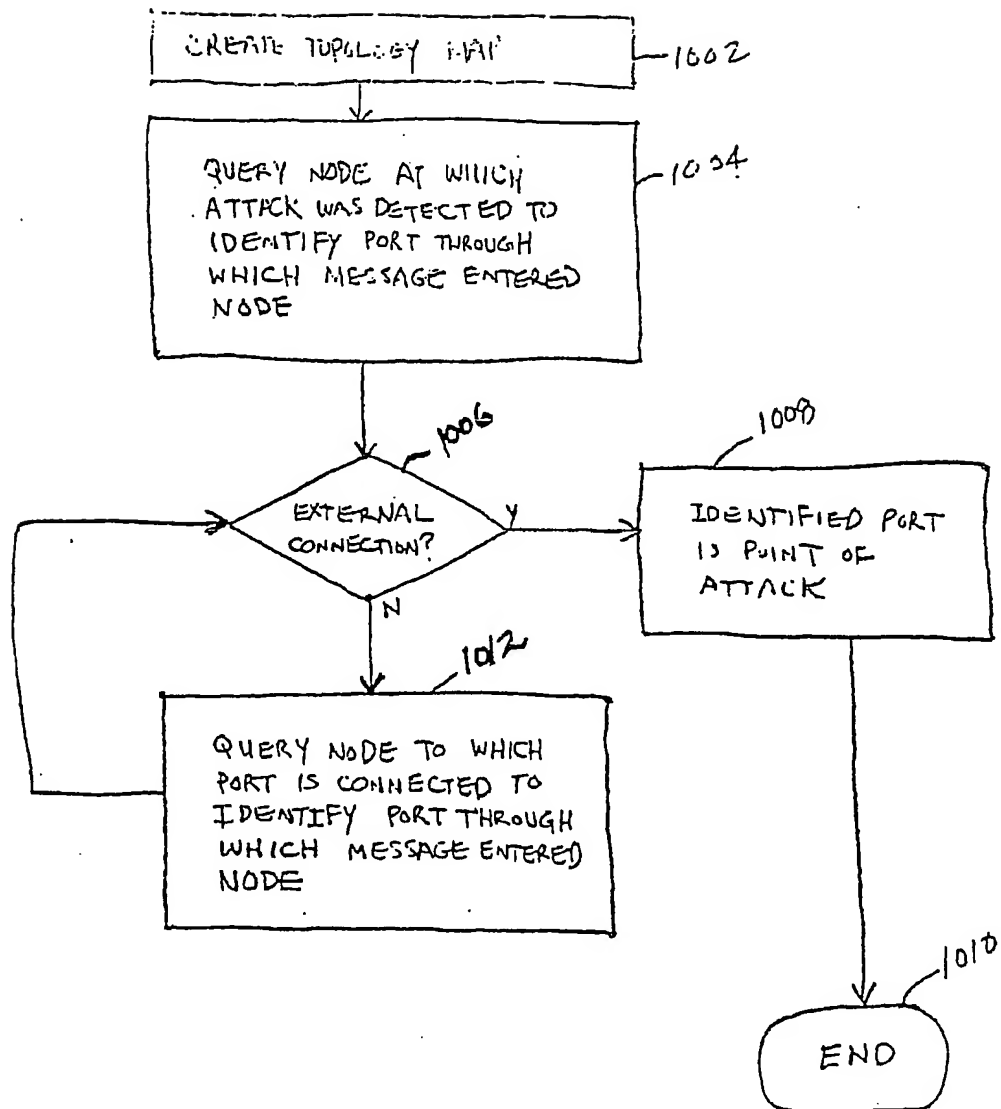 CREATE TOPOLOGY MAP
1002
QUERY NODE AT WHICH
ATTACK WAS DETECTED TO
IDENTIFY PORT THROUGH
WHICH MESSAGE ENTERED
NODE
1004
1006
EXTERNAL
CONNECTION?
Y
N
1008
IDENTIFIED PORT
IS POINT OF
ATTACK
1012
QUERY NODE TO WHICH
PORT IS CONNECTED TO
IDENTIFY PORT THROUGH
WHICH MESSAGE ENTERED
NODE
1010
END